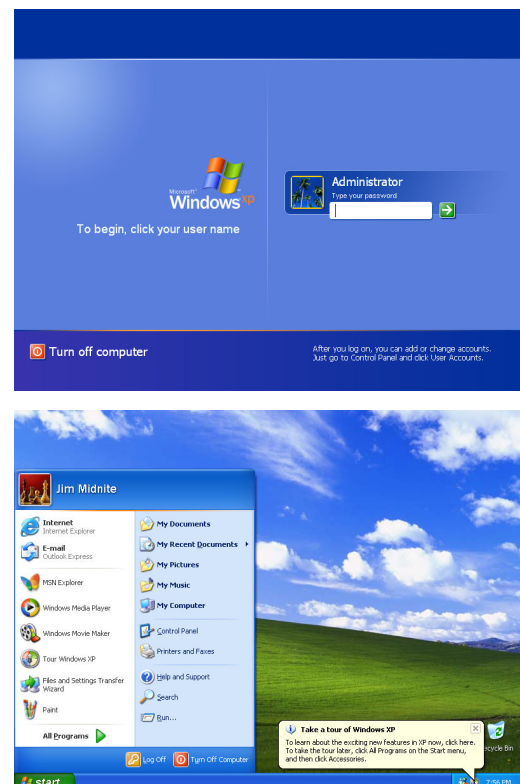 Microsoft®
Windows xp
To begin, click your user name
Administrator
Type your password
Turn off computer
After you log on, you can add or change accounts.
Just go to Control Panel and click User Accounts.
Jim Midnite
Internet
Internet Explorer
E-mail
Outlook Express
MSN Explorer
Windows Media Player
Windows Movie Maker
Tour Windows XP
Files and Settings Transfer
Wizard
Paint
All Programs
My Documents
My Recent Documents
My Pictures
My Music
My Computer
Control Panel
Printers and Faxes
Help and Support
Search
Run...
Log Off
Turn Off Computer
Take a tour of Windows XP
To learn about the exciting new features in XP now, click here.
To take the tour later, click All Programs on the Start menu,
and then click Accessories.
ecycle Bin
start
7:56 PM